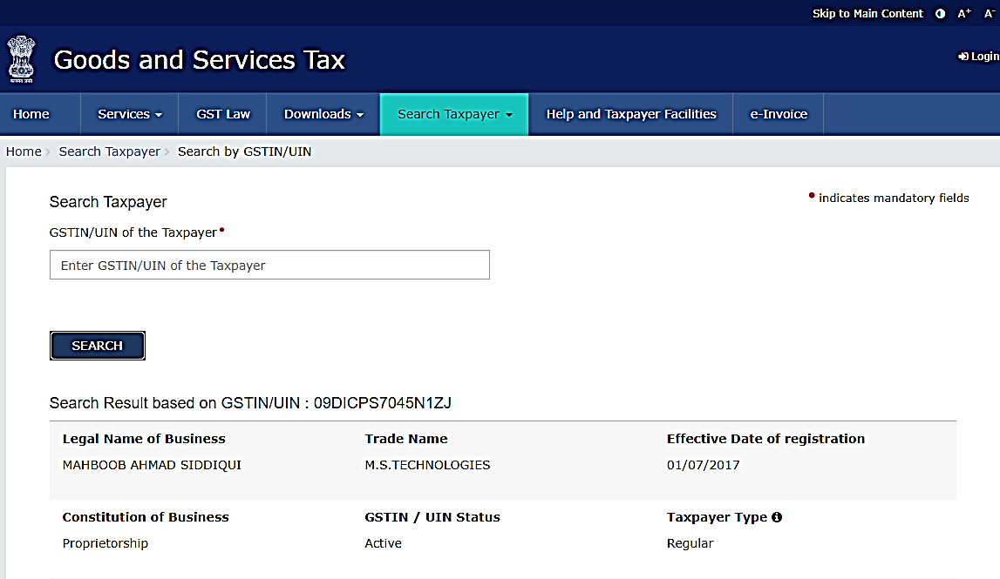 Skip to Main Content A+ A-
Goods and Services Tax
Login
Home Services GST Law Downloads Search Taxpayer Help and Taxpayer Facilities e-Invoice
Home > Search Taxpayer > Search by GSTIN/UIN
Search Taxpayer
• indicates mandatory fields
GSTIN/UIN of the Taxpayer•
Enter GSTIN/UIN of the Taxpayer
SEARCH
Search Result based on GSTIN/UIN : 09DICPS7045N1ZJ
Legal Name of Business Trade Name Effective Date of registration
MAHBOOB AHMAD SIDDIQUI M.S.TECHNOLOGIES 01/07/2017
Constitution of Business GSTIN / UIN Status Taxpayer Type
Proprietorship Active Regular